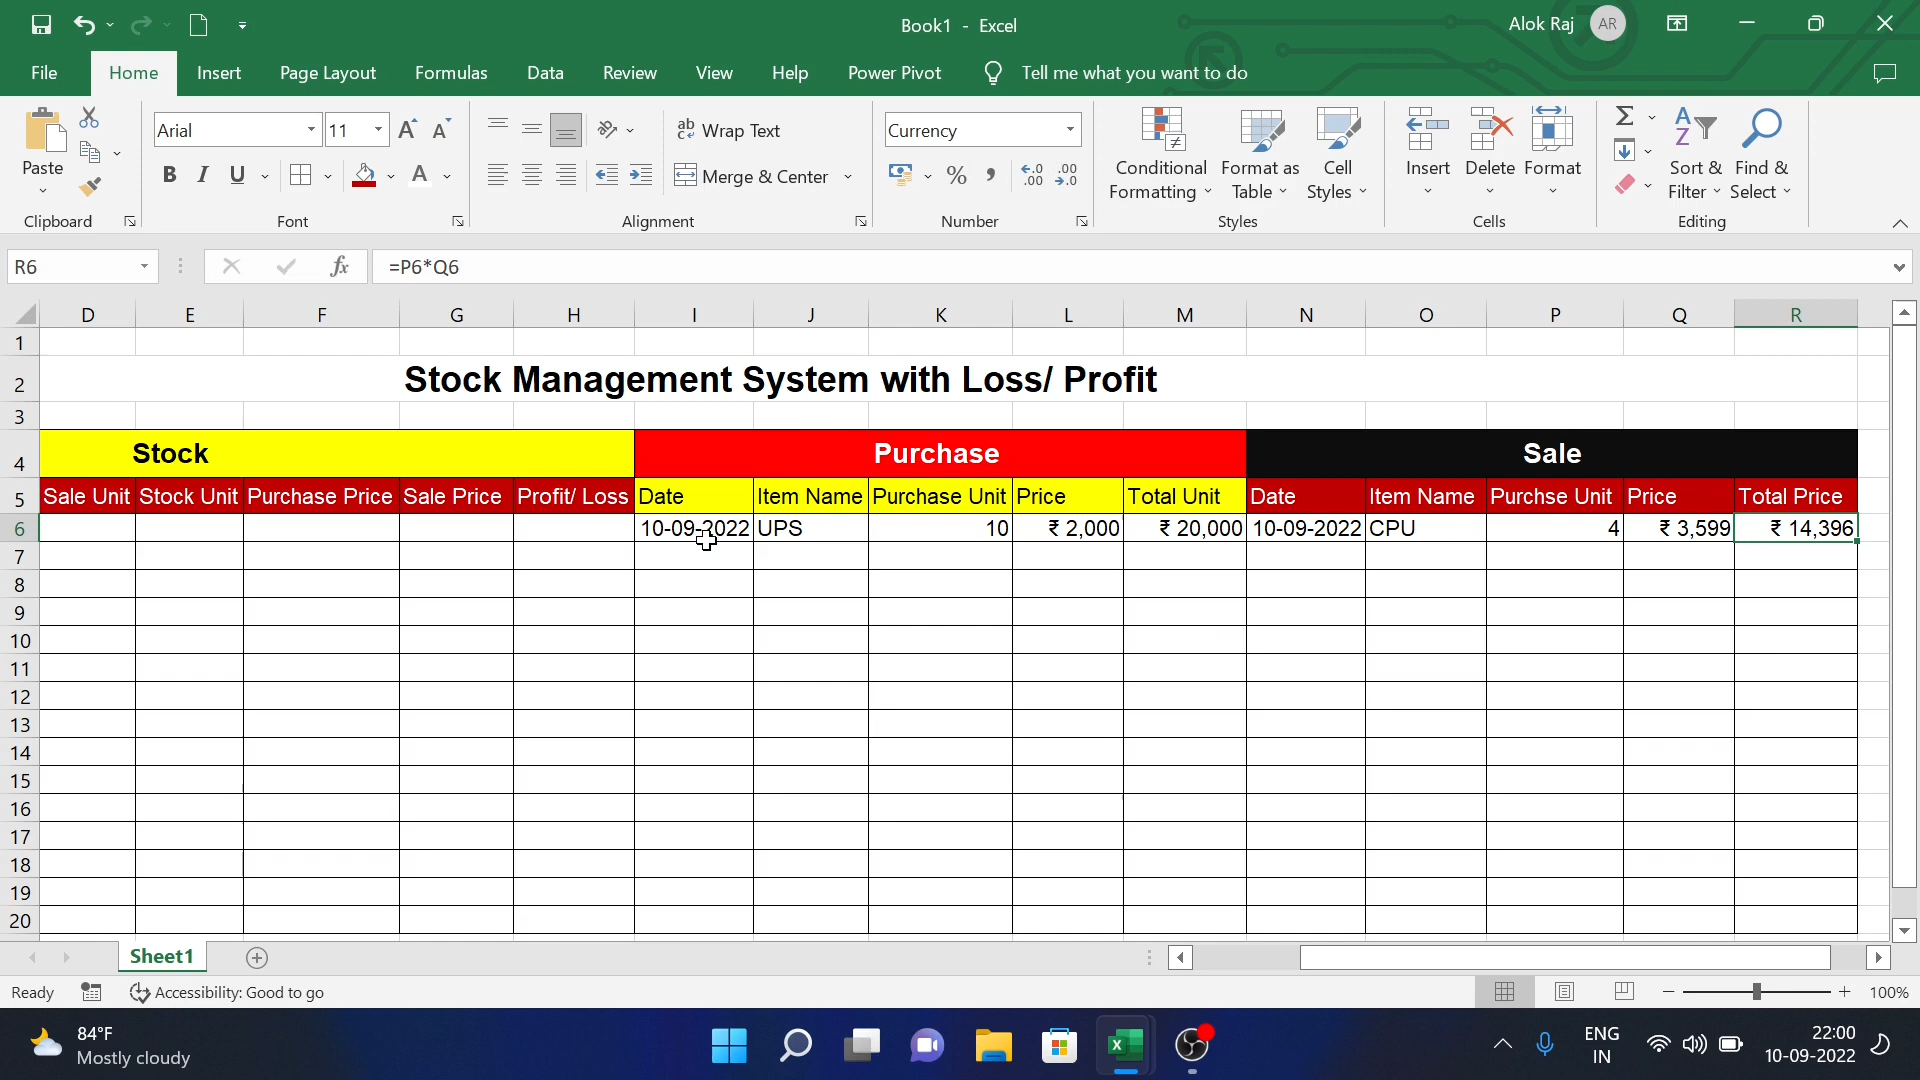 Book1 - Excel
Alok Raj AR
File Home Insert Page Layout Formulas Data Review View Help Power Pivot Tell me what you want to do
Arial 11 Wrap Text Currency
Paste B I U A Merge & Center % , Conditional Formatting Format as Table Cell Styles Insert Delete Format Sort & Filter Find & Select
Clipboard Font Alignment Number Styles Cells Editing
R6 fx =P6*Q6
D E F G H I J K L M N O P Q R
1
2 Stock Management System with Loss/ Profit
3
4 Stock Purchase Sale
5 Sale Unit Stock Unit Purchase Price Sale Price Profit/ Loss Date Item Name Purchase Unit Price Total Unit Date Item Name Purchse Unit Price Total Price
6 10-09-2022 UPS 10 ₹ 2,000 ₹ 20,000 10-09-2022 CPU 4 ₹ 3,599 ₹ 14,396
7
8
9
10
11
12
13
14
15
16
17
18
19
20
Sheet1
Ready Accessibility: Good to go 100%
84°F
Mostly cloudy
ENG
IN
22:00
10-09-2022